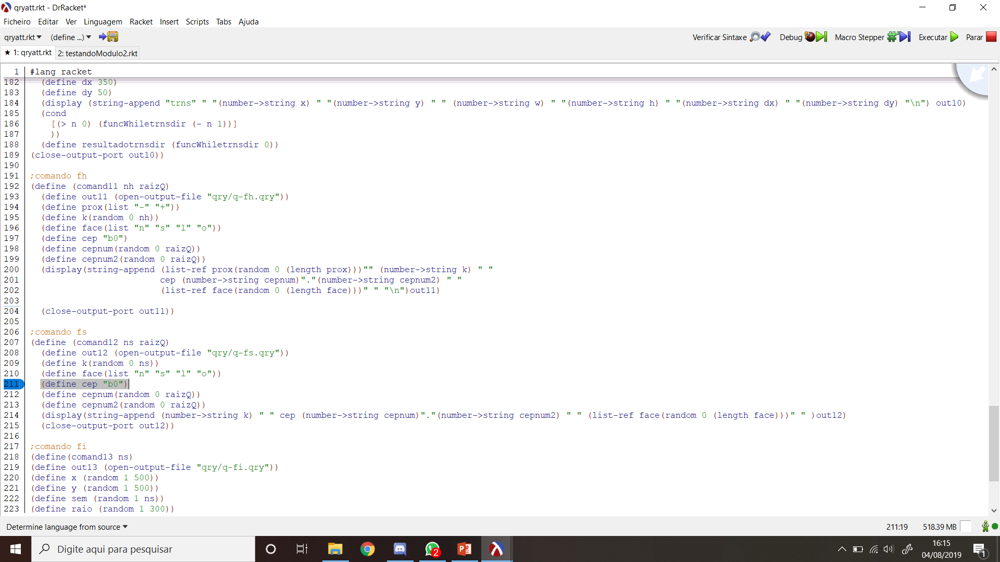 qryatt.rkt - DrRacket*
Ficheiro Editar Ver Linguagem Racket Insert Scripts Tabs Ajuda
qryatt.rkt (define ...) Verificar Sintaxe Debug Macro Stepper Executar Parar
★ 1: qryatt.rkt 2: testandoModulo2.rkt
1 #lang racket
182 (define dx 350)
183 (define dy 50)
184 (display (string-append "trns" " "(number->string x) " "(number->string y) " " (number->string w) " "(number->string h) " "(number->string dx) " "(number->string dy) "\n") out10)
185 (cond
186 [(> n 0) (funcWhiletrnsdir (- n 1))]
187 ))
188 (define resultadotrnsdir (funcWhiletrnsdir 0))
189 (close-output-port out10))
190
191 ;comando fh
192 (define (comand11 nh raizQ)
193 (define out11 (open-output-file "qry/q-fh.qry"))
194 (define prox(list "-" "+"))
195 (define k(random 0 nh))
196 (define face(list "n" "s" "l" "o"))
197 (define cep "b0")
198 (define cepnum(random 0 raizQ))
199 (define cepnum2(random 0 raizQ))
200 (display(string-append (list-ref prox(random 0 (length prox)))"" (number->string k) " "
201 cep (number->string cepnum)"."(number->string cepnum2) " "
202 (list-ref face(random 0 (length face)))" " "\n")out11)
203
204 (close-output-port out11))
205
206 ;comando fs
207 (define (comand12 ns raizQ)
208 (define out12 (open-output-file "qry/q-fs.qry"))
209 (define k(random 0 ns))
210 (define face(list "n" "s" "l" "o"))
211 (define cep "b0")
212 (define cepnum(random 0 raizQ))
213 (define cepnum2(random 0 raizQ))
214 (display(string-append (number->string k) " " cep (number->string cepnum)"."(number->string cepnum2) " " (list-ref face(random 0 (length face)))" " )out12)
215 (close-output-port out12))
216
217 ;comando fi
218 (define(comand13 ns)
219 (define out13 (open-output-file "qry/q-fi.qry"))
220 (define x (random 1 500))
221 (define y (random 1 500))
222 (define sem (random 1 ns))
223 (define raio (random 1 300))
Determine language from source 211:19 518.39 MB
Digite aqui para pesquisar 2 16:15
04/08/2019 1